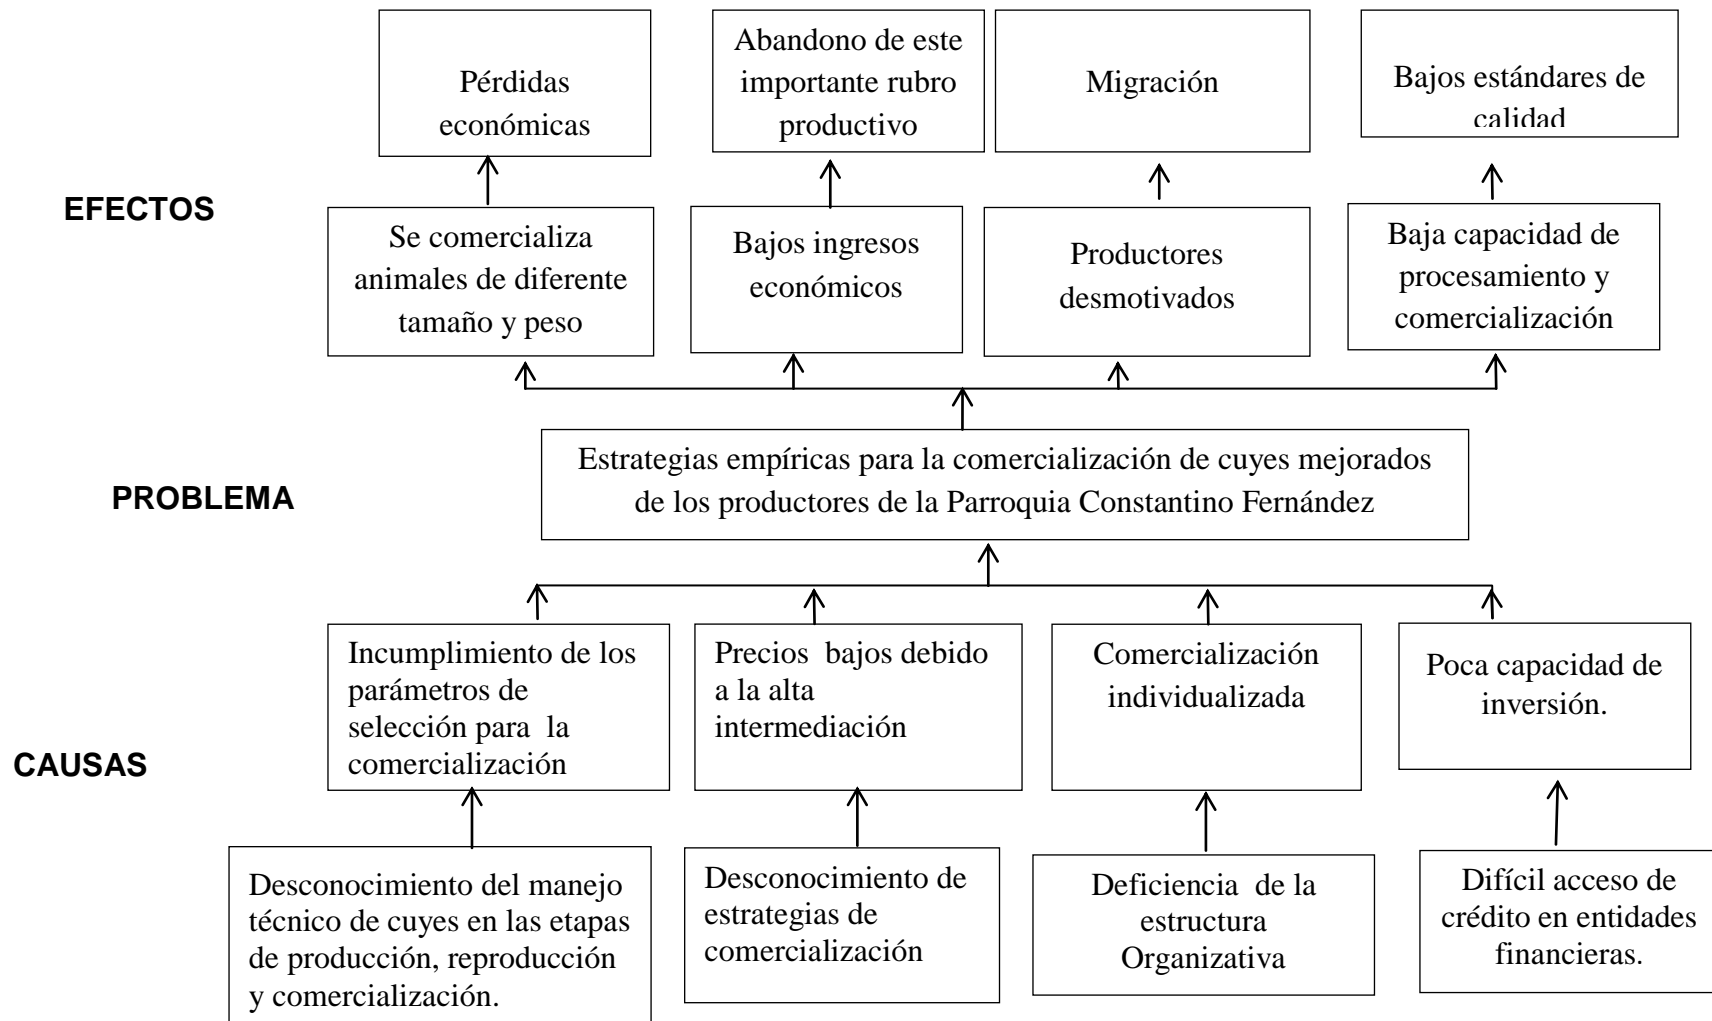 Pérdidas
económicas
Abandono de este
importante rubro
productivo
Migración
Bajos estándares de
calidad
EFECTOS
Se comercializa
animales de diferente
tamaño y peso
Bajos ingresos
económicos
Productores
desmotivados
Baja capacidad de
procesamiento y
comercialización
PROBLEMA
Estrategias empíricas para la comercialización de cuyes mejorados
de los productores de la Parroquia Constantino Fernández
CAUSAS
Incumplimiento de los
parámetros de
selección para  la
comercialización
Precios  bajos debido
a la alta
intermediación
Comercialización
individualizada
Poca capacidad de
inversión.
Desconocimiento del manejo
técnico de cuyes en las etapas
de producción, reproducción
y comercialización.
Desconocimiento de
estrategias de
comercialización
Deficiencia  de la
estructura
Organizativa
Difícil acceso de
crédito en entidades
financieras.